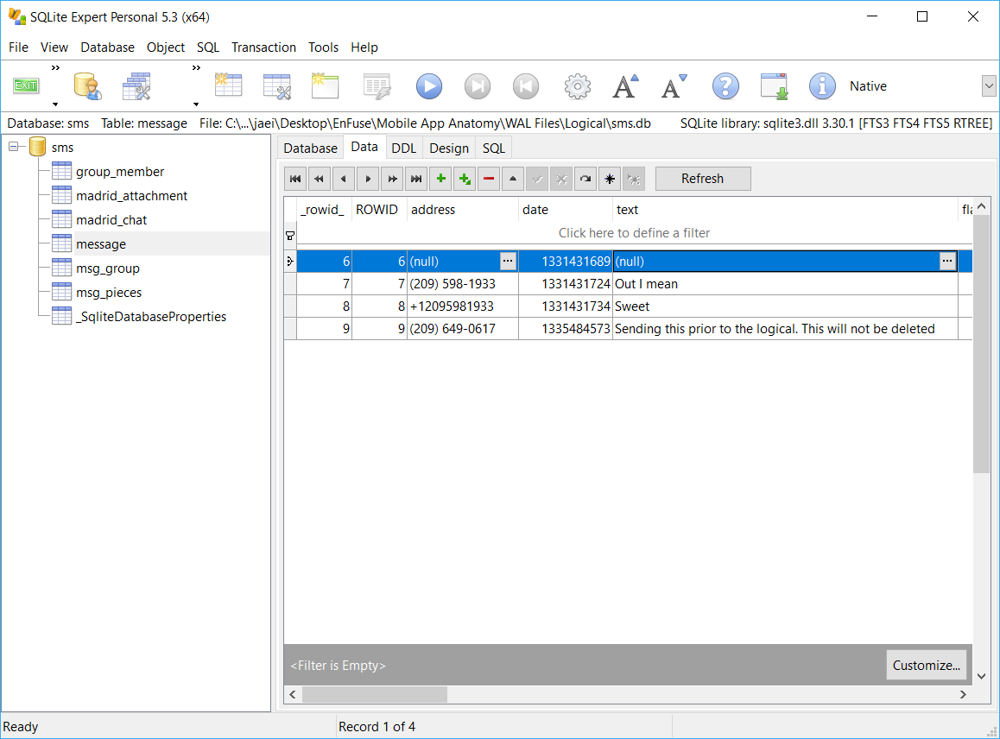 SQLite Expert Personal 5.3 (x64)
File View Database Object SQL Transaction Tools Help
EXIT A A ? i Native
Database: sms Table: message File: C:\...\jaei\Desktop\EnFuse\Mobile App Anatomy\WAL Files\Logical\sms.db SQLite library: sqlite3.dll 3.30.1 [FTS3 FTS4 FTS5 RTREE]
sms
group_member
madrid_attachment
madrid_chat
message
msg_group
msg_pieces
_SqliteDatabaseProperties
Database Data DDL Design SQL
Refresh
_rowid_ ROWID address date text fla
Click here to define a filter
6 6 (null) ... 1331431689 (null) ...
7 7 (209) 598-1933 1331431724 Out I mean
8 8 +12095981933 1331431734 Sweet
9 9 (209) 649-0617 1335484573 Sending this prior to the logical. This will not be deleted
<Filter is Empty> Customize...
Ready Record 1 of 4